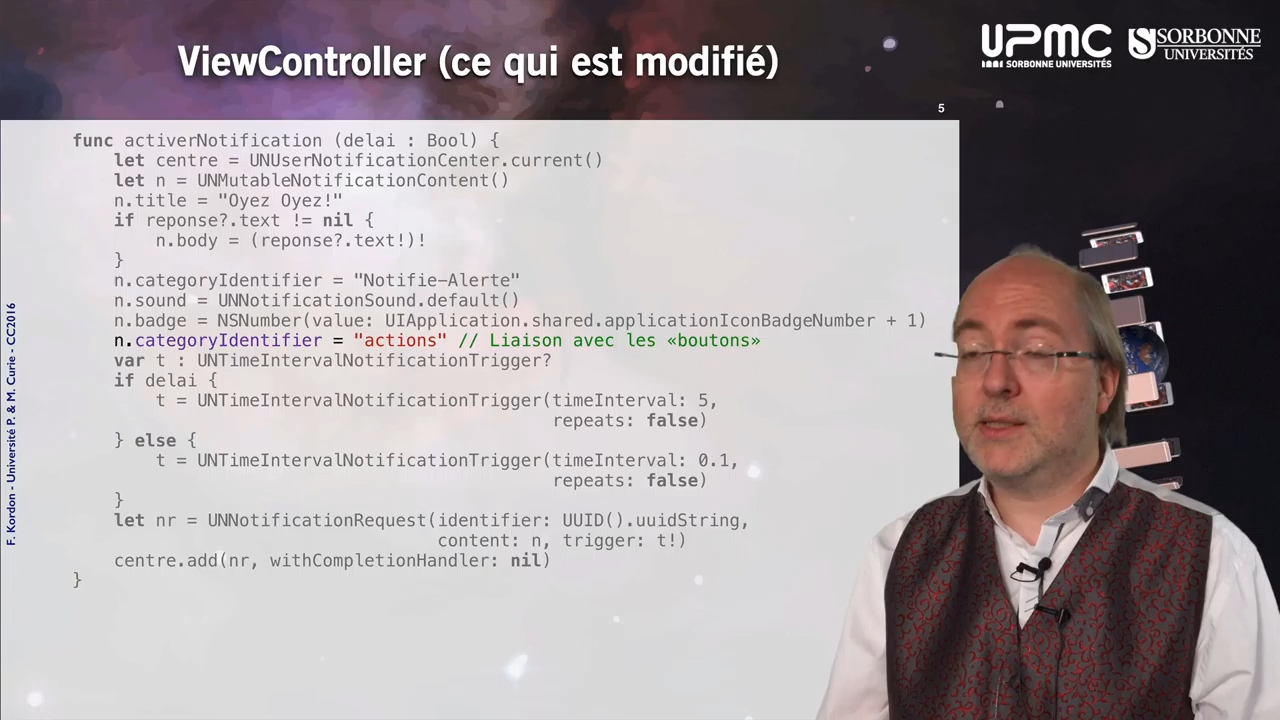 ViewController (ce qui est modifié)
UPMC
SORBONNE UNIVERSITÉS
S SORBONNE
UNIVERSITÉS
5
func activerNotification (delai : Bool) {
let centre = UNUserNotificationCenter.current()
let n = UNMutableNotificationContent()
n.title = "Oyez Oyez!"
if reponse?.text != nil {
n.body = (reponse?.text!)!
}
n.categoryIdentifier = "Notifie-Alerte"
n.sound = UNNotificationSound.default()
n.badge = NSNumber(value: UIApplication.shared.applicationIconBadgeNumber + 1)
n.categoryIdentifier = "actions" // Liaison avec les «boutons»
var t : UNTimeIntervalNotificationTrigger?
if delai {
t = UNTimeIntervalNotificationTrigger(timeInterval: 5,
repeats: false)
} else {
t = UNTimeIntervalNotificationTrigger(timeInterval: 0.1,
repeats: false)
}
let nr = UNNotificationRequest(identifier: UUID().uuidString,
content: n, trigger: t!)
centre.add(nr, withCompletionHandler: nil)
}
F. Kordon - Université P. & M. Curie - CC2016